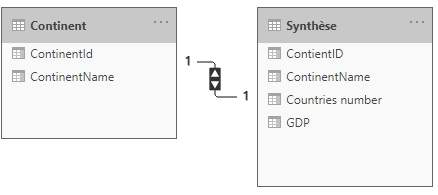 Continent
ContinentId
ContinentName
1
1
Synthèse
ContientID
ContinentName
Countries number
GDP